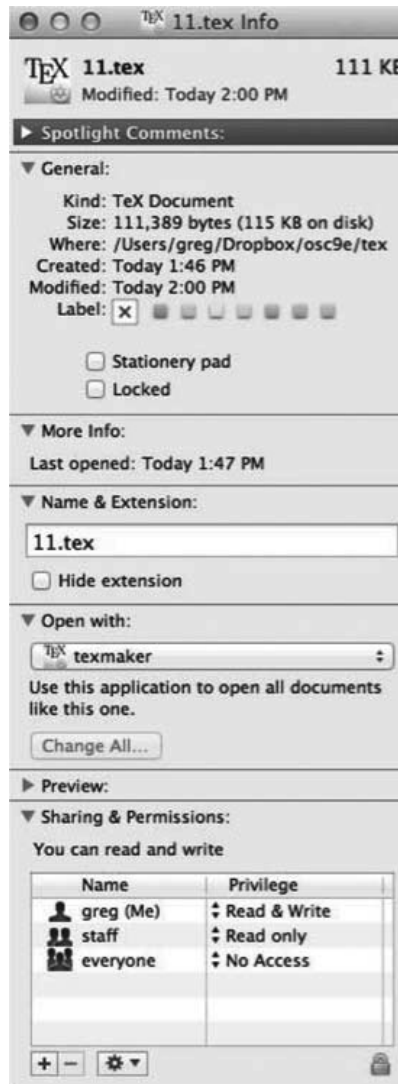 TEX 11.tex Info
TEX 11.tex 111 KB
Modified: Today 2:00 PM
Spotlight Comments:
General:
Kind: TeX Document
Size: 111,389 bytes (115 KB on disk)
Where: /Users/greg/Dropbox/osc9e/tex
Created: Today 1:46 PM
Modified: Today 2:00 PM
Label:
Stationery pad
Locked
More Info:
Last opened: Today 1:47 PM
Name & Extension:
11.tex
Hide extension
Open with:
TEX texmaker
Use this application to open all documents
like this one.
Change All...
Preview:
Sharing & Permissions:
You can read and write
Name Privilege
greg (Me) Read & Write
staff Read only
everyone No Access